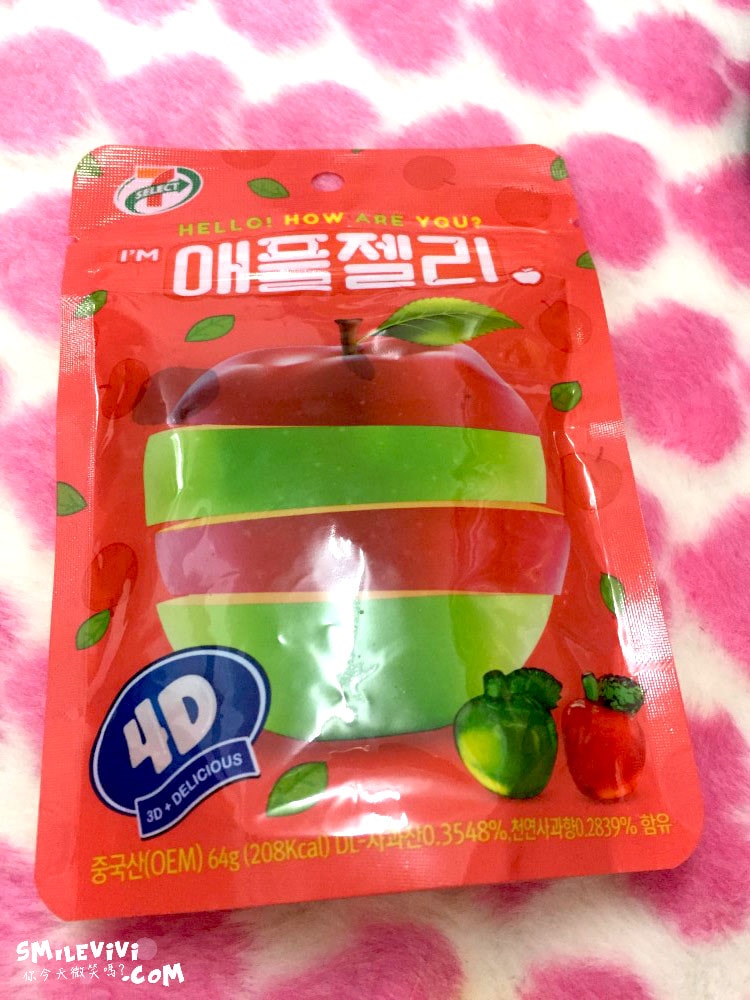 7
SELECT
HELLO! HOW ARE YOU?
I'M 애플젤리
4D
3D + DELICIOUS
중국산(OEM) 64g (208Kcal) DL-사과산0.3548%,천연사과향0.2839% 함유
SMiLEViVi
你今天微笑嗎?.COM